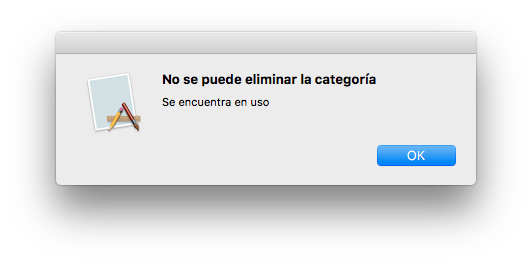 No se puede eliminar la categoría
Se encuentra en uso
OK